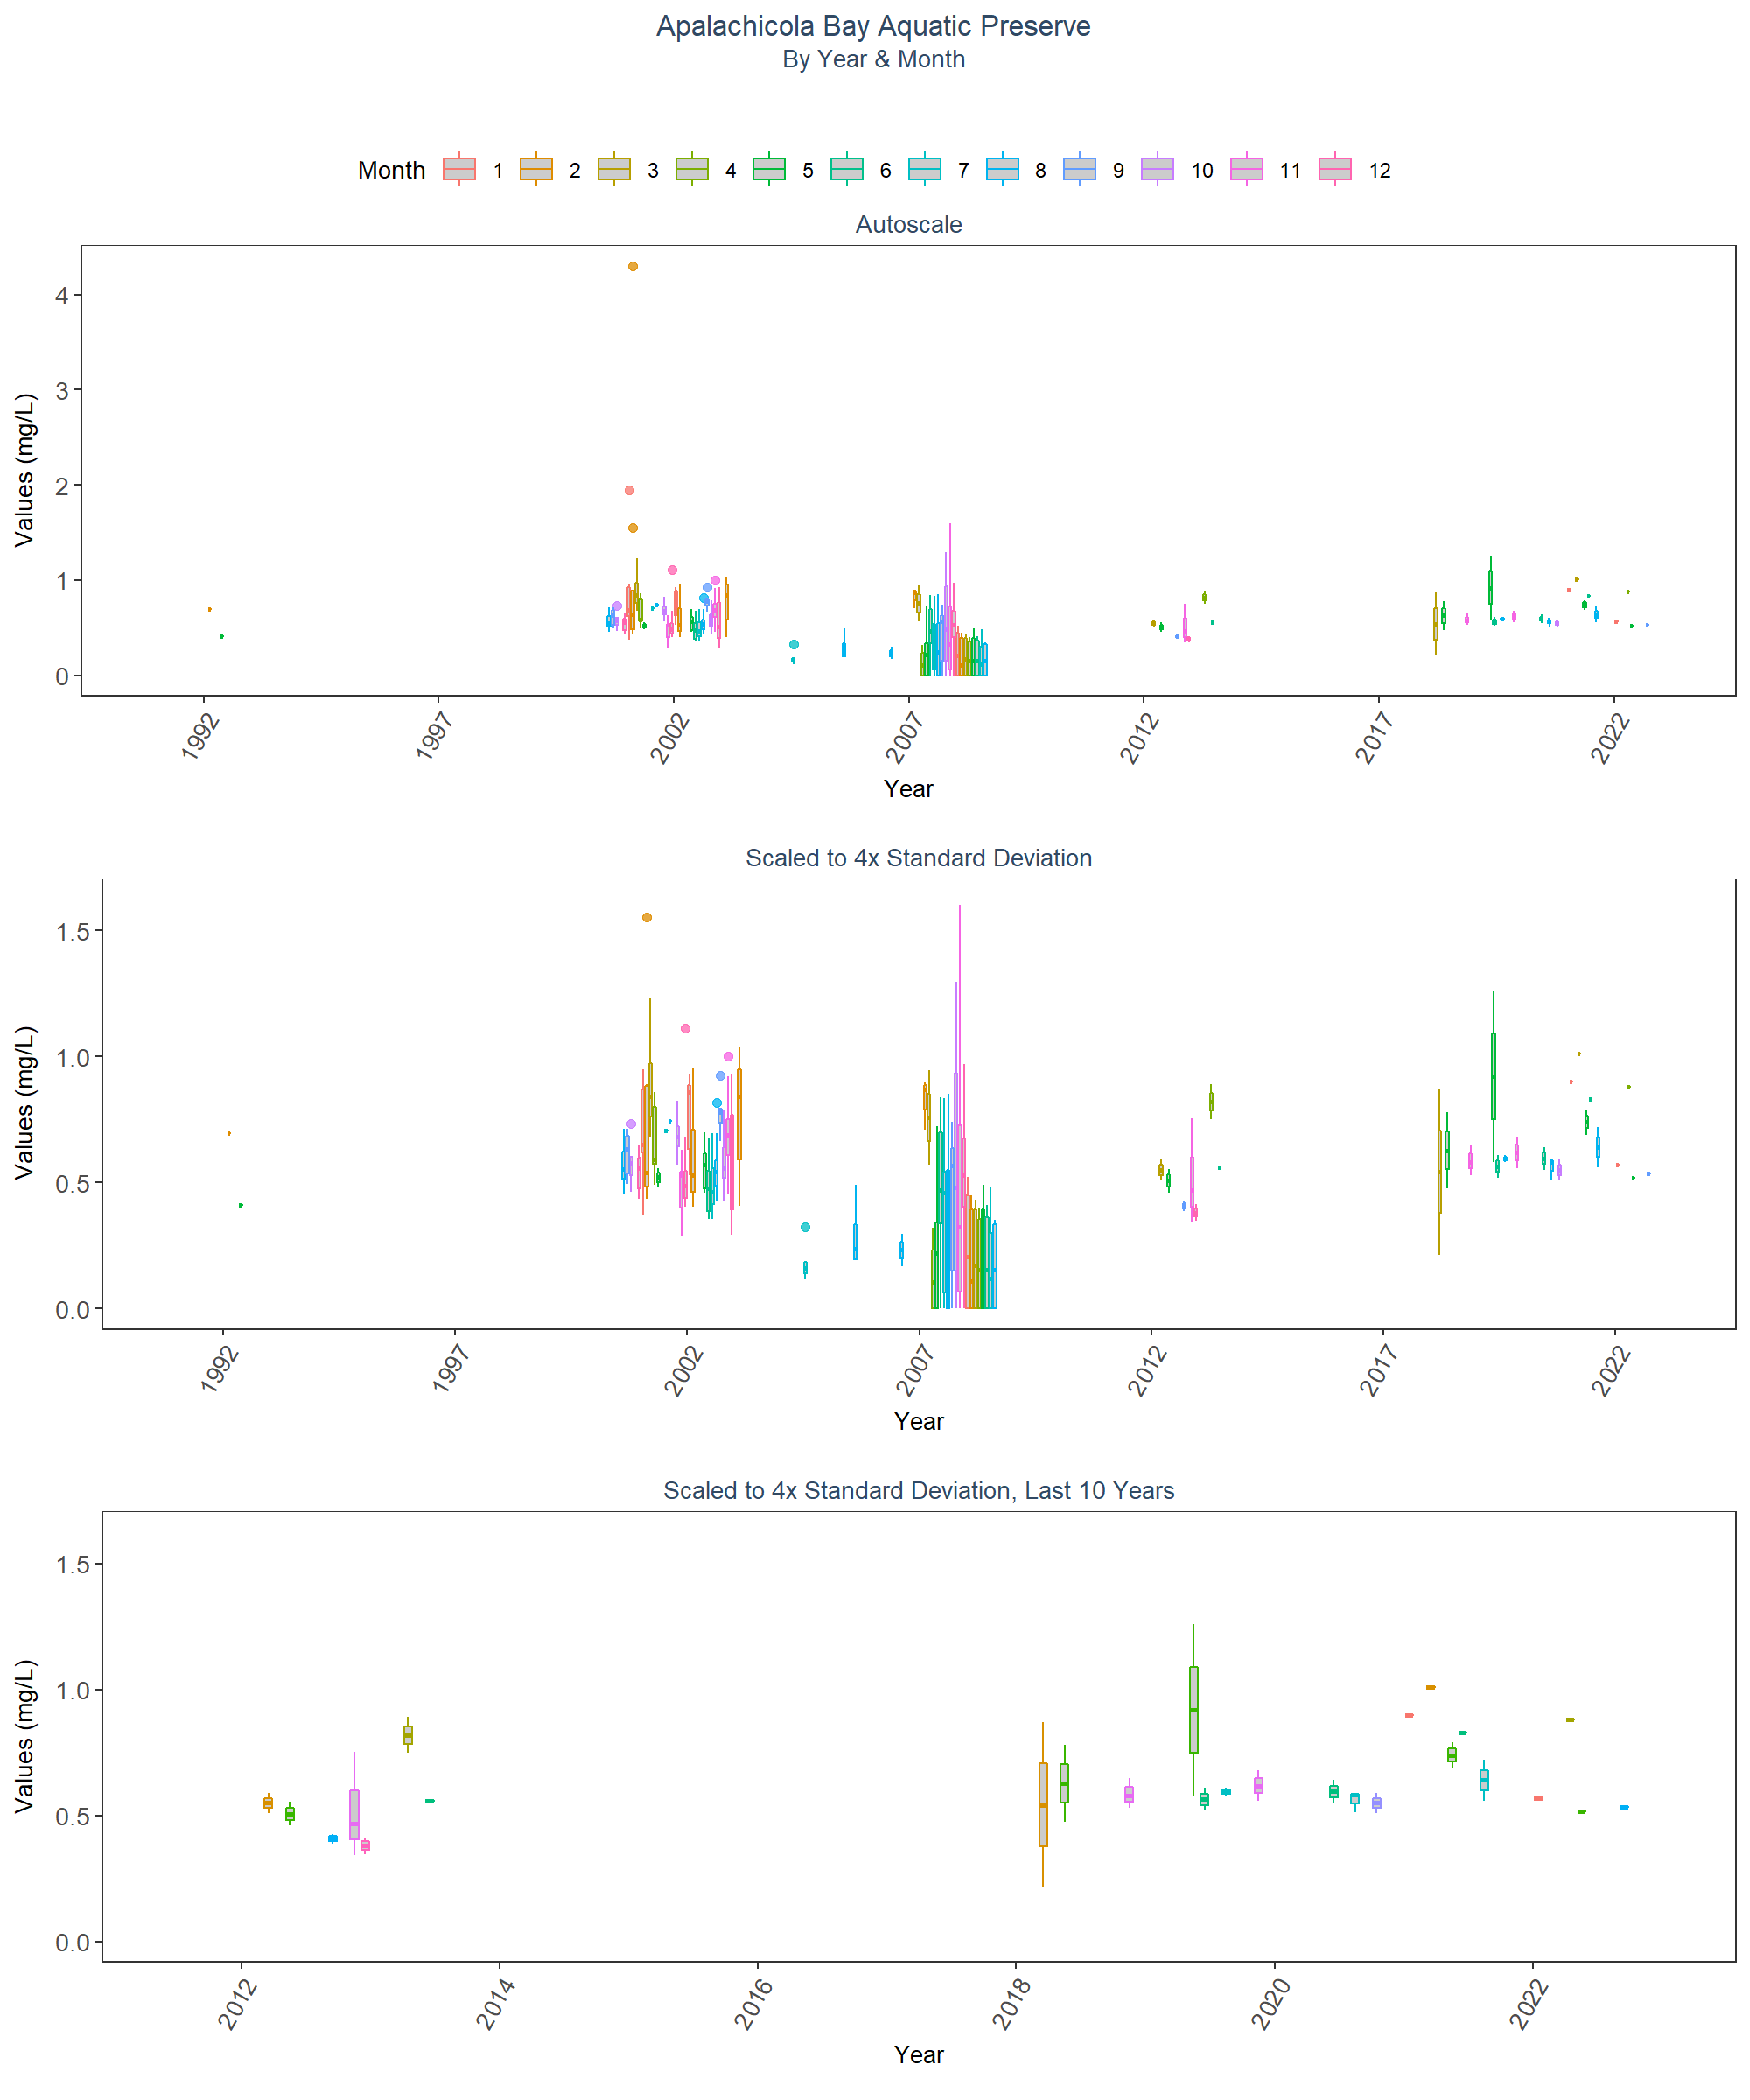 Apalachicola Bay Aquatic Preserve
By Year & Month
Month 1 2 3 4 5 6 7 8 9 10 11 12
Autoscale
Values (mg/L)
4
3
2
1
0
1992 1997 2002 2007 2012 2017 2022
Year
Scaled to 4x Standard Deviation
Values (mg/L)
1.5
1.0
0.5
0.0
1992 1997 2002 2007 2012 2017 2022
Year
Scaled to 4x Standard Deviation, Last 10 Years
Values (mg/L)
1.5
1.0
0.5
0.0
2012 2014 2016 2018 2020 2022
Year